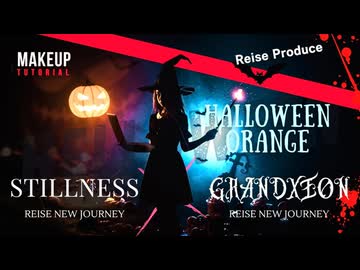 MAKEUP
TUTORIAL
Reise Produce
HALLOWEEN
ORANGE
STILLNESS
GRANDXEON
REISE NEW JOURNEY
REISE NEW JOURNEY